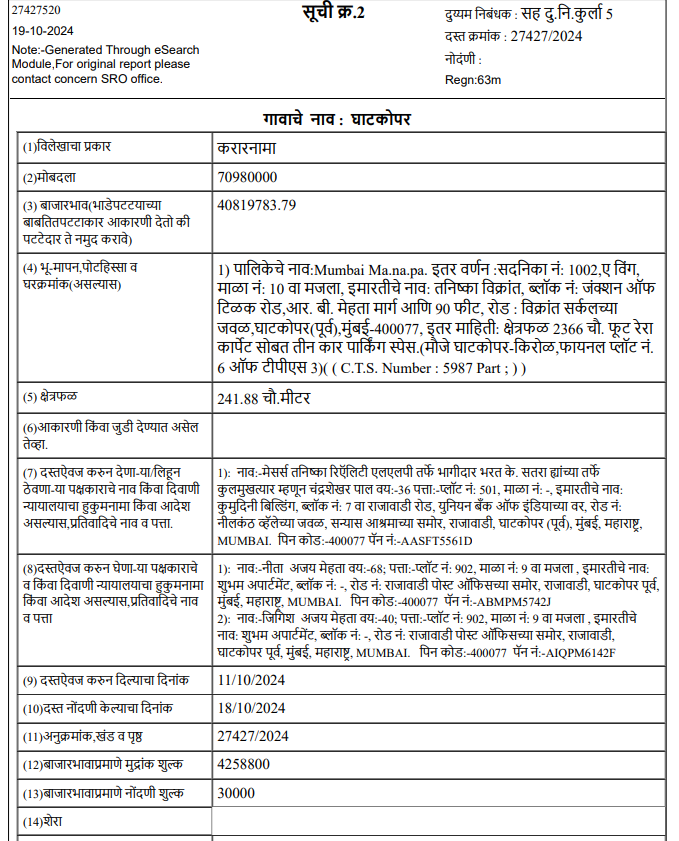 27427520
19-10-2024
Note:-Generated Through eSearch
Module,For original report please
contact concern SRO office.
सूची क्र.2
दुय्यम निबंधक : सह दु.नि.कुर्ला 5
दस्त क्रमांक : 27427/2024
नोदंणी :
Regn:63m
गावाचे नाव : घाटकोपर
(1)विलेखाचा प्रकार
करारनामा
(2)मोबदला
70980000
(3) बाजारभाव(भाडेपटटयाच्या
बाबतितपटटाकार आकारणी देतो की
पटटेदार ते नमुद करावे)
40819783.79
(4) भू-मापन,पोटहिस्सा व
घरक्रमांक(असल्यास)
1) पालिकेचे नाव:Mumbai Ma.na.pa. इतर वर्णन :सदनिका नं: 1002,ए विंग,
माळा नं: 10 वा मजला, इमारतीचे नाव: तनिष्का विक्रांत, ब्लॉक नं: जंक्शन ऑफ
टिळक रोड,आर. बी. मेहता मार्ग आणि 90 फीट, रोड : विक्रांत सर्कलच्या
जवळ,घाटकोपर(पूर्व),मुंबई-400077, इतर माहिती: क्षेत्रफळ 2366 चौ. फूट रेरा
कार्पेट सोबत तीन कार पार्किंग स्पेस.(मौजे घाटकोपर-किरोळ,फायनल प्लॉट नं.
6 ऑफ टीपीएस 3)( ( C.T.S. Number : 5987 Part ; ) )
(5) क्षेत्रफळ
241.88 चौ.मीटर
(6)आकारणी किंवा जुडी देण्यात असेल
तेव्हा.
(7) दस्तऐवज करुन देणा-या/लिहून
ठेवणा-या पक्षकाराचे नाव किंवा दिवाणी
न्यायालयाचा हुकुमनामा किंवा आदेश
असल्यास,प्रतिवादिचे नाव व पत्ता.
1): नाव:-मेसर्स तनिष्का रिऍलिटी एलएलपी तर्फे भागीदार भरत के. सतरा ह्यांच्या तर्फे
कुलमुखत्यार म्हणून चंद्रशेखर पाल वय:-36 पत्ता:-प्लॉट नं: 501, माळा नं: -, इमारतीचे नाव:
कुमुदिनी बिल्डिंग, ब्लॉक नं: 7 वा राजावाडी रोड, युनियन बँक ऑफ इंडियाच्या वर, रोड नं:
नीलकंठ व्हॅलेच्या जवळ, सन्यास आश्रमाच्या समोर, राजावाडी, घाटकोपर (पूर्व), मुंबई, महाराष्ट्र,
MUMBAI. पिन कोड:-400077 पॅन नं:-AASFT5561D
(8)दस्तऐवज करुन घेणा-या पक्षकाराचे
व किंवा दिवाणी न्यायालयाचा हुकुमनामा
किंवा आदेश असल्यास,प्रतिवादिचे नाव
व पत्ता
1): नाव:-नीता अजय मेहता वय:-68; पत्ता:-प्लॉट नं: 902, माळा नं: 9 वा मजला , इमारतीचे नाव:
शुभम अपार्टमेंट, ब्लॉक नं: -, रोड नं: राजावाडी पोस्ट ऑफिसच्या समोर, राजावाडी, घाटकोपर पूर्व,
मुंबई, महाराष्ट्र, MUMBAI. पिन कोड:-400077 पॅन नं:-ABMPM5742J
2): नाव:-जिगिश अजय मेहता वय:-40; पत्ता:-प्लॉट नं: 902, माळा नं: 9 वा मजला , इमारतीचे
नाव: शुभम अपार्टमेंट, ब्लॉक नं: -, रोड नं: राजावाडी पोस्ट ऑफिसच्या समोर, राजावाडी,
घाटकोपर पूर्व, मुंबई, महाराष्ट्र, MUMBAI. पिन कोड:-400077 पॅन नं:-AIQPM6142F
(9) दस्तऐवज करुन दिल्याचा दिनांक
11/10/2024
(10)दस्त नोंदणी केल्याचा दिनांक
18/10/2024
(11)अनुक्रमांक,खंड व पृष्ठ
27427/2024
(12)बाजारभावाप्रमाणे मुद्रांक शुल्क
4258800
(13)बाजारभावाप्रमाणे नोंदणी शुल्क
30000
(14)शेरा